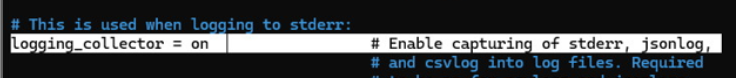 # This is used when logging to stderr:
logging_collector = on # Enable capturing of stderr, jsonlog,
# and csvlog into log files. Required